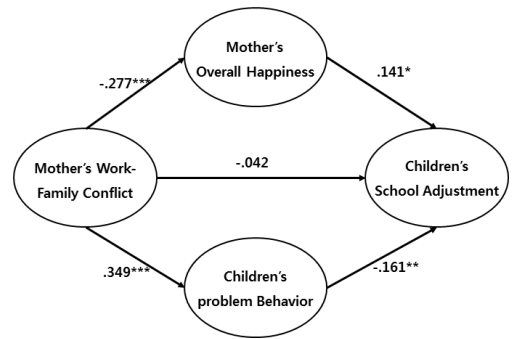 Mother's
Overall Happiness
-.277***
.141*
Mother's Work-
Family Conflict
-.042
Children's
School Adjustment
.349***
-.161**
Children's
problem Behavior